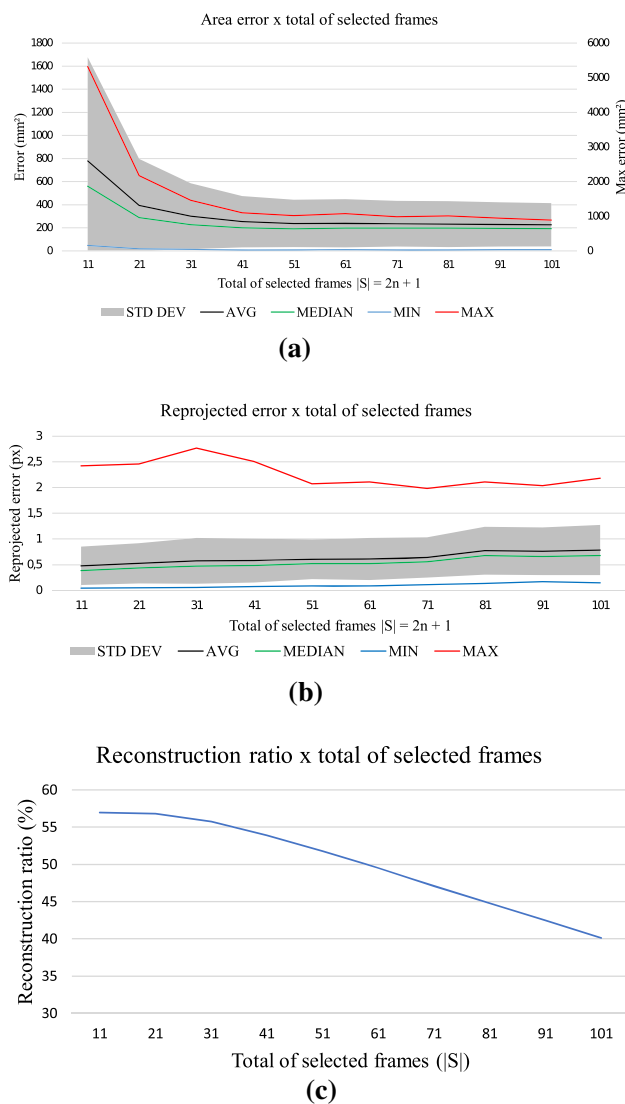 Area error x total of selected frames
1800
1600
1400
1200
1000
800
600
400
200
0
Error (mm²)
6000
5000
4000
3000
2000
1000
0
Max error (mm²)
11 21 31 41 51 61 71 81 91 101
Total of selected frames |S| = 2n + 1
STD DEV AVG MEDIAN MIN MAX
(a)
Reprojected error x total of selected frames
3
2,5
2
1,5
1
0,5
0
Reprojected error (px)
11 21 31 41 51 61 71 81 91 101
Total of selected frames |S| = 2n + 1
STD DEV AVG MEDIAN MIN MAX
(b)
Reconstruction ratio x total of selected frames
60
55
50
45
40
35
30
Reconstruction ratio (%)
11 21 31 41 51 61 71 81 91 101
Total of selected frames (|S|)
(c)